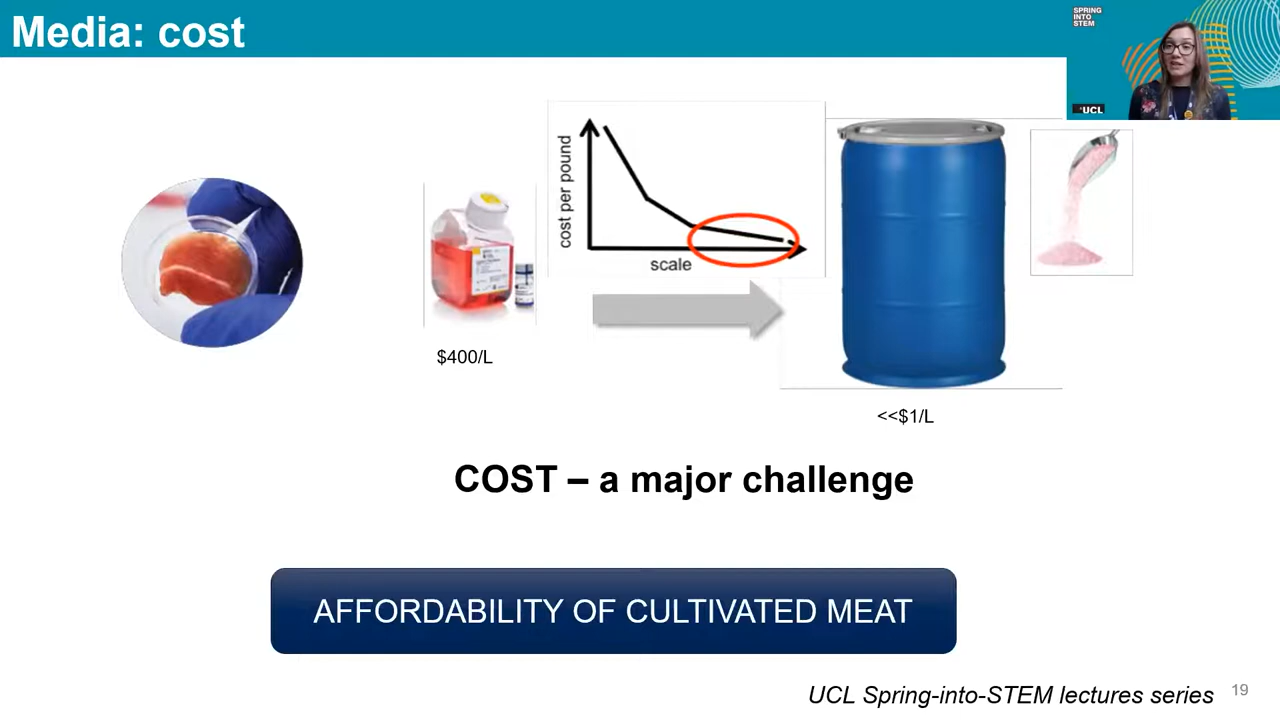 Media: cost
SPRING
INTO
STEM
UCL
cost per pound
scale
$400/L
<<$1/L
COST – a major challenge
AFFORDABILITY OF CULTIVATED MEAT
UCL Spring-into-STEM lectures series
19